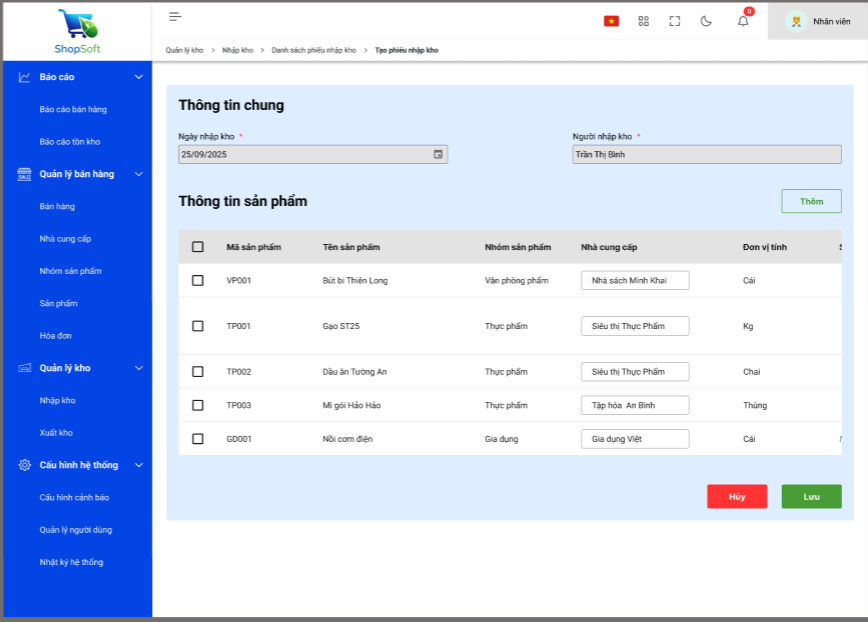 ShopSoft
0
Nhân viên
Quản lý kho > Nhập kho > Danh sách phiếu nhập kho > Tạo phiếu nhập kho
Báo cáo
Báo cáo bán hàng
Báo cáo tồn kho
Quản lý bán hàng
Bán hàng
Nhà cung cấp
Nhóm sản phẩm
Sản phẩm
Hóa đơn
Quản lý kho
Nhập kho
Xuất kho
Cấu hình hệ thống
Cấu hình cảnh báo
Quản lý người dùng
Nhật ký hệ thống
Thông tin chung
Ngày nhập kho * Người nhập kho *
25/09/2025 Trần Thị Bình
Thông tin sản phẩm Thêm
Mã sản phẩm Tên sản phẩm Nhóm sản phẩm Nhà cung cấp Đơn vị tính
VP001 Bút bi Thiên Long Văn phòng phẩm Nhà sách Minh Khai Cái
TP001 Gạo ST25 Thực phẩm Siêu thị Thực Phẩm Kg
TP002 Dầu ăn Tường An Thực phẩm Siêu thị Thực Phẩm Chai
TP003 Mì gói Hảo Hảo Thực phẩm Tập hóa An Bình Thùng
GD001 Nồi cơm điện Gia dụng Gia dụng Việt Cái
Hủy Lưu